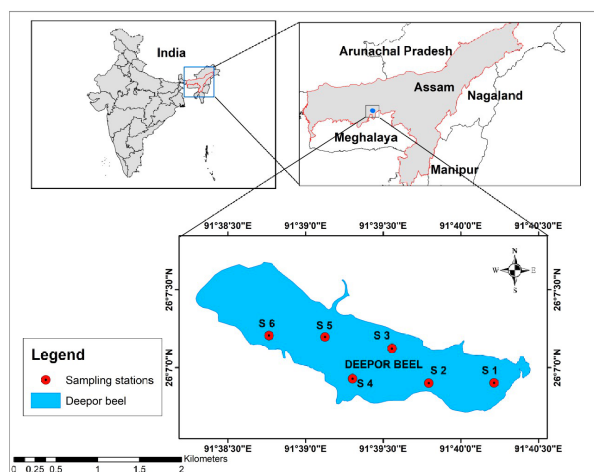 India
Arunachal Pradesh
Assam
Nagaland
Meghalaya
Manipur
91°38'30"E 91°39'0"E 91°39'30"E 91°40'0"E 91°40'30"E
N
W E
S
26°7'30"N 26°7'30"N
S 6 S 5 S 3
DEEPOR BEEL
26°7'0"N 26°7'0"N
S 4 S 2 S 1
Legend
Sampling stations
Deepor beel
91°38'30"E 91°39'0"E 91°39'30"E 91°40'0"E 91°40'30"E
Kilometers
0 0.25 0.5 1 1.5 2